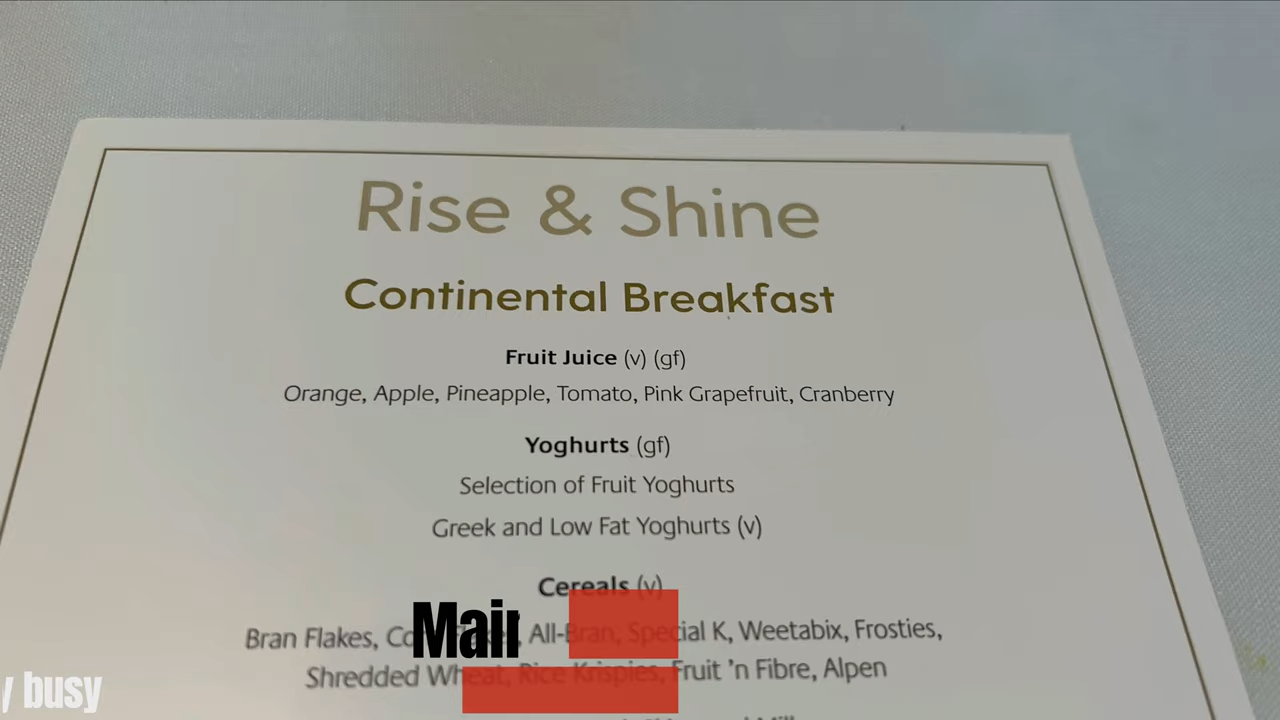 Rise & Shine
Continental Breakfast
Fruit Juice (v) (gf)
Orange, Apple, Pineapple, Tomato, Pink Grapefruit, Cranberry
Yoghurts (gf)
Selection of Fruit Yoghurts
Greek and Low Fat Yoghurts (v)
Cereals (v)
Bran Flakes, All-Bran, Special K, Weetabix, Frosties,
Shredded Wheat, Rice Krispies, Fruit 'n Fibre, Alpen
busy